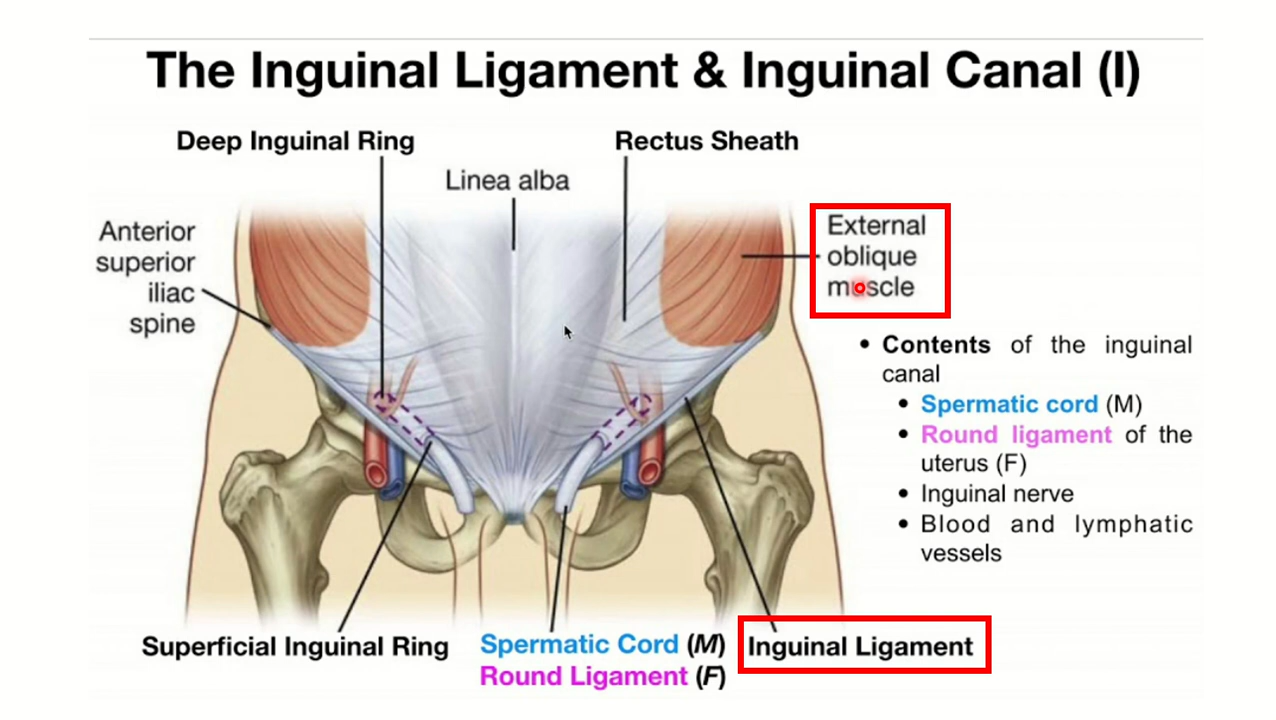 The Inguinal Ligament & Inguinal Canal (I)
Deep Inguinal Ring
Rectus Sheath
Linea alba
Anterior
superior
iliac
spine
External
oblique
muscle
• Contents of the inguinal
canal
• Spermatic cord (M)
• Round ligament of the
uterus (F)
• Inguinal nerve
• Blood and lymphatic
vessels
Superficial Inguinal Ring
Spermatic Cord (M)
Round Ligament (F)
Inguinal Ligament